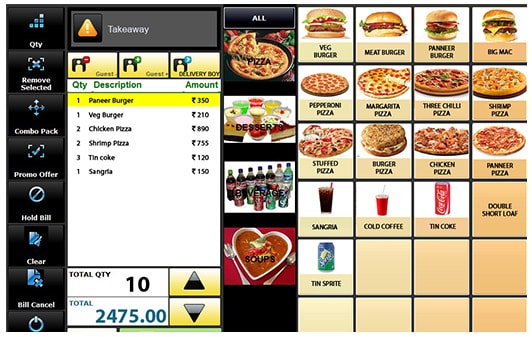 Qty
Remove
Selected
Combo Pack
Promo Offer
Hold Bill
Clear
Bill Cancel
Takeaway
Guest -
Guest +
DELIVERY BOY
Qty Description Amount
1 Paneer Burger ₹ 350
1 Veg Burger ₹ 210
2 Chicken Pizza ₹ 890
2 Shrimp Pizza ₹ 755
3 Tin coke ₹ 120
1 Sangria ₹ 150
TOTAL QTY
10
TOTAL
2475.00
ALL
PIZZA
DESSERTS
BEVERAGE
SOUPS
VEG
BURGER
MEAT BURGER
PANNEER
BURGER
BIG MAC
PEPPERONI
PIZZA
MARGARITA
PIZZA
THREE CHILLI
PIZZA
SHRIMP
PIZZA
STUFFED
PIZZA
BURGER
PIZZA
CHICKEN
PIZZA
PANNEER
PIZZA
SANGRIA
COLD COFFEE
TIN COKE
DOUBLE
SHORT LOAF
TIN SPRITE